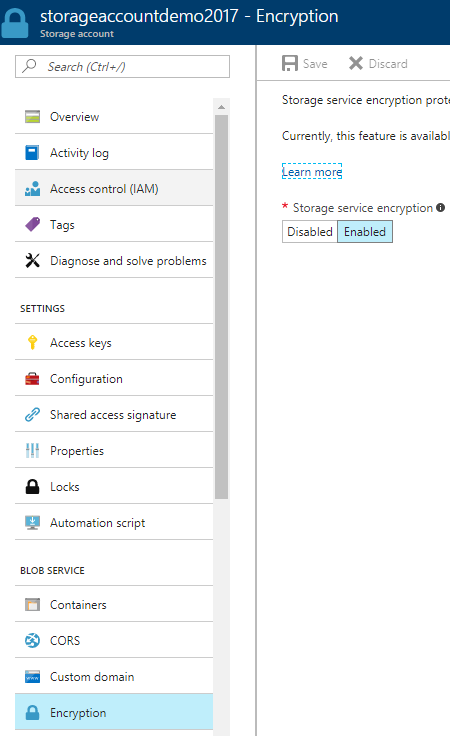 storageaccountdemo2017 - Encryption
Storage account
Search (Ctrl+/)
Overview
Activity log
Access control (IAM)
Tags
Diagnose and solve problems
SETTINGS
Access keys
Configuration
Shared access signature
Properties
Locks
Automation script
BLOB SERVICE
Containers
CORS
Custom domain
Encryption
Save Discard
Storage service encryption prote
Currently, this feature is availabl
Learn more
* Storage service encryption
Disabled Enabled